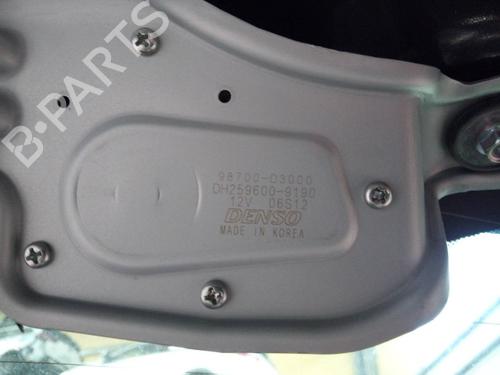 B-PARTS
98700-D3000
DH259600-9190
12V 06S12
DENSO
MADE IN KOREA